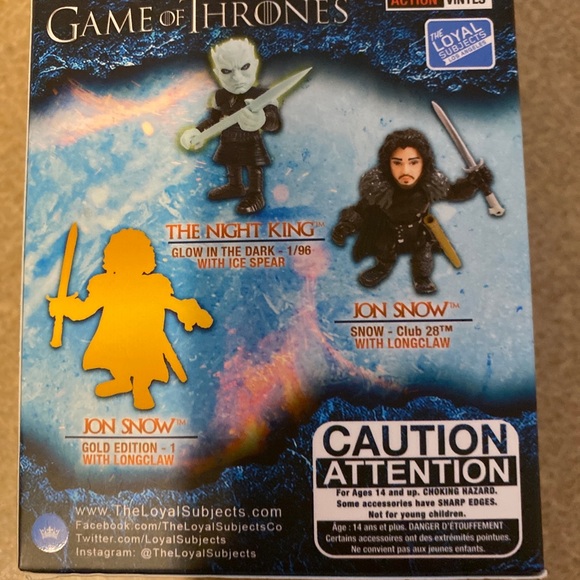 GAME OF THRONES
ACTION VINYLS
THE
LOYAL
SUBJECTS
LOS ANGELES
THE NIGHT KING™
GLOW IN THE DARK - 1/96
WITH ICE SPEAR
JON SNOW™
SNOW - Club 28™
WITH LONGCLAW
JON SNOW™
GOLD EDITION - 1
WITH LONGCLAW
CAUTION
ATTENTION
For Ages 14 and up. CHOKING HAZARD.
Some accessories have SHARP EDGES.
Not for young children.
Âge : 14 ans et plus. DANGER D'ÉTOUFFEMENT
Certains accessoires ont des extrémités pointues.
Ne convient pas aux jeunes enfants.
www.TheLoyalSubjects.com
Facebook.com/TheLoyalSubjectsCo
Twitter.com/LoyalSubjects
Instagram: @TheLoyalSubjects